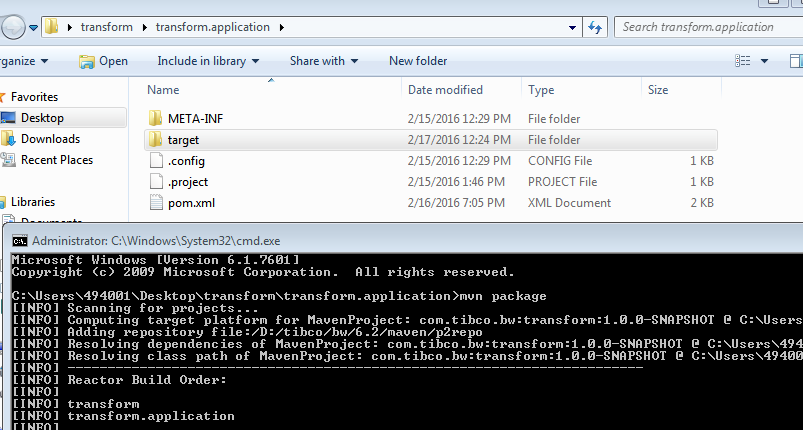 transform
transform.application
Search transform.application
rganize
Open
Include in library
Share with
New folder
Favorites
Desktop
Downloads
Recent Places
Libraries
Name Date modified Type Size
META-INF 2/15/2016 12:29 PM File folder
target 2/17/2016 12:24 PM File folder
.config 2/15/2016 12:29 PM CONFIG File 1 KB
.project 2/15/2016 1:46 PM PROJECT File 1 KB
pom.xml 2/16/2016 7:05 PM XML Document 2 KB
Administrator: C:\Windows\System32\cmd.exe
Microsoft Windows [Version 6.1.7601]
Copyright (c) 2009 Microsoft Corporation.  All rights reserved.
C:\Users\494001\Desktop\transform\transform.application>mvn package
[INFO] Scanning for projects...
[INFO] Computing target platform for MavenProject: com.tibco.bw:transform:1.0.0-SNAPSHOT @ C:\Users
[INFO] Adding repository file:/D:/tibco/bw/6.2/maven/p2repo
[INFO] Resolving dependencies of MavenProject: com.tibco.bw:transform:1.0.0-SNAPSHOT @ C:\Users\494
[INFO] Resolving class path of MavenProject: com.tibco.bw:transform:1.0.0-SNAPSHOT @ C:\Users\49400
[INFO] ------------------------------------------------------------------------
[INFO] Reactor Build Order:
[INFO]
[INFO] transform
[INFO] transform.application
[INFO]